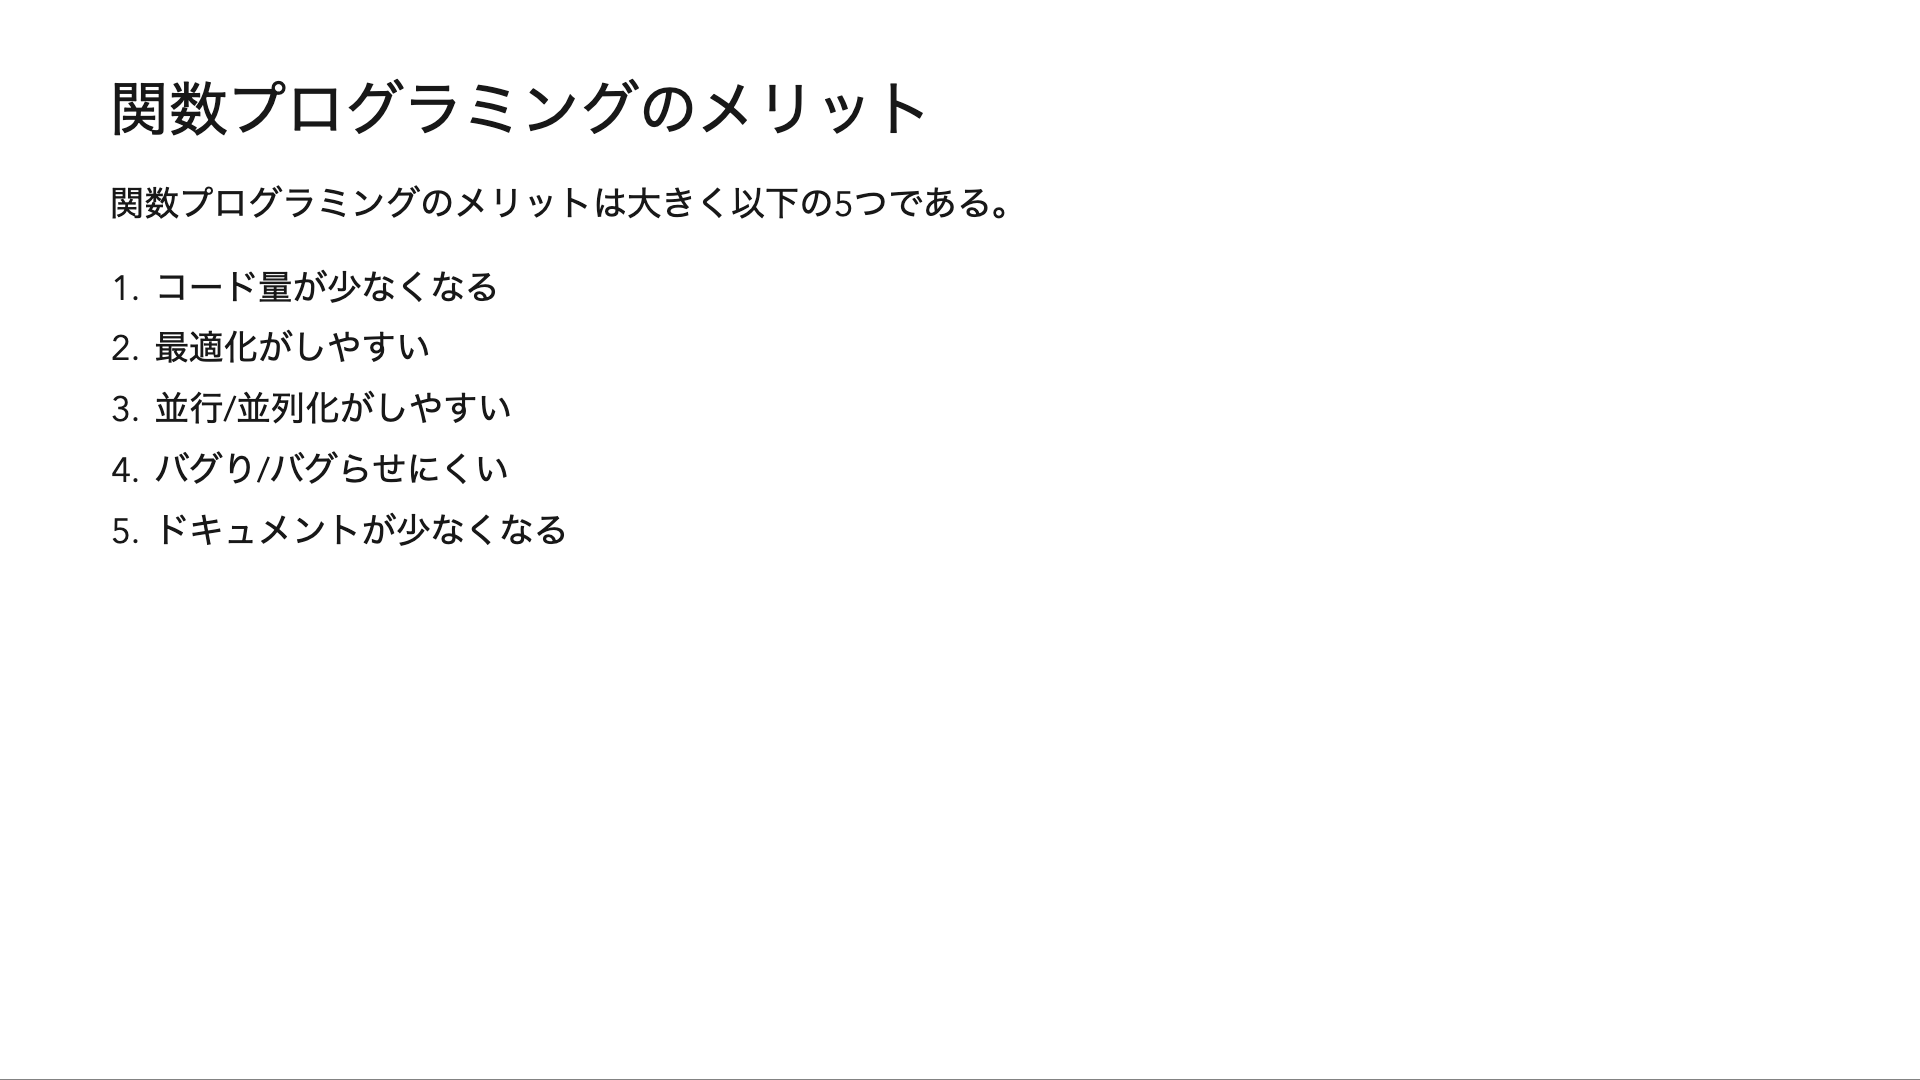 関数プログラミングのメリット
関数プログラミングのメリットは大きく以下の5つである。
1. コード量が少なくなる
2. 最適化がしやすい
3. 並行/並列化がしやすい
4. バグり/バグらせにくい
5. ドキュメントが少なくなる